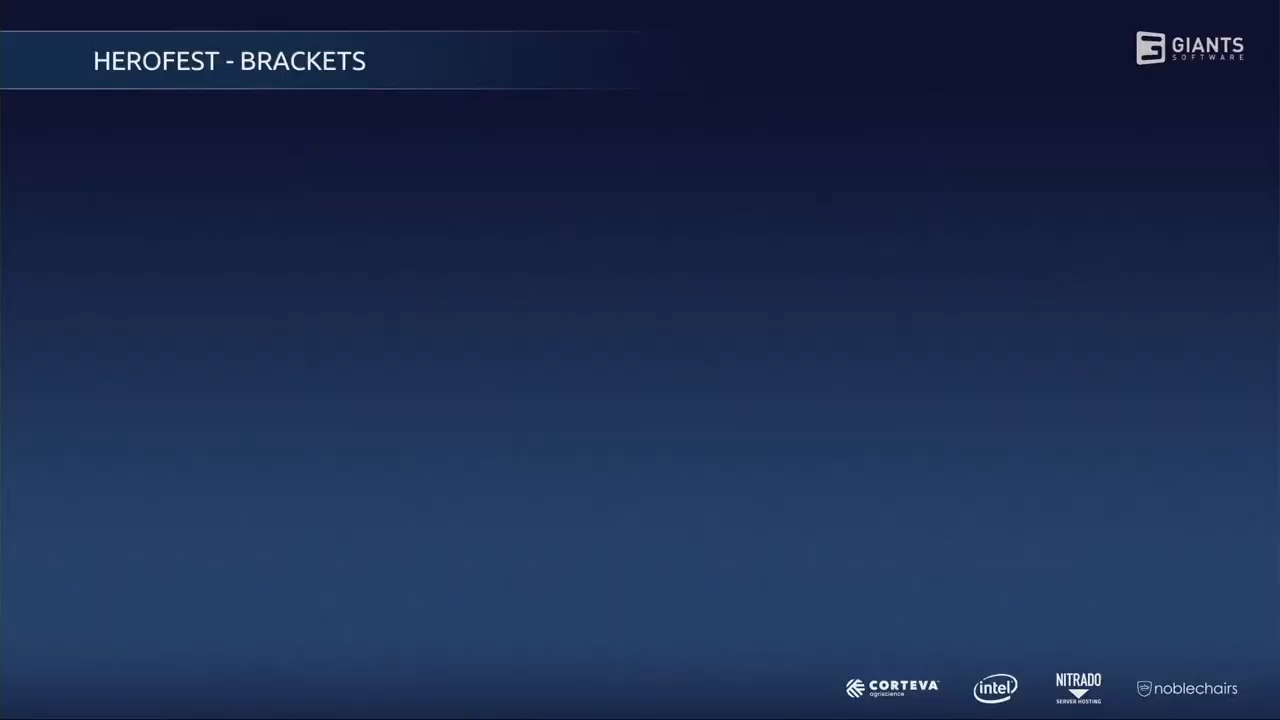 HEROFEST - BRACKETS
GIANTS
SOFTWARE
CORTEVA
agriscience
intel
NITRADO
SERVER HOSTING
noblechairs